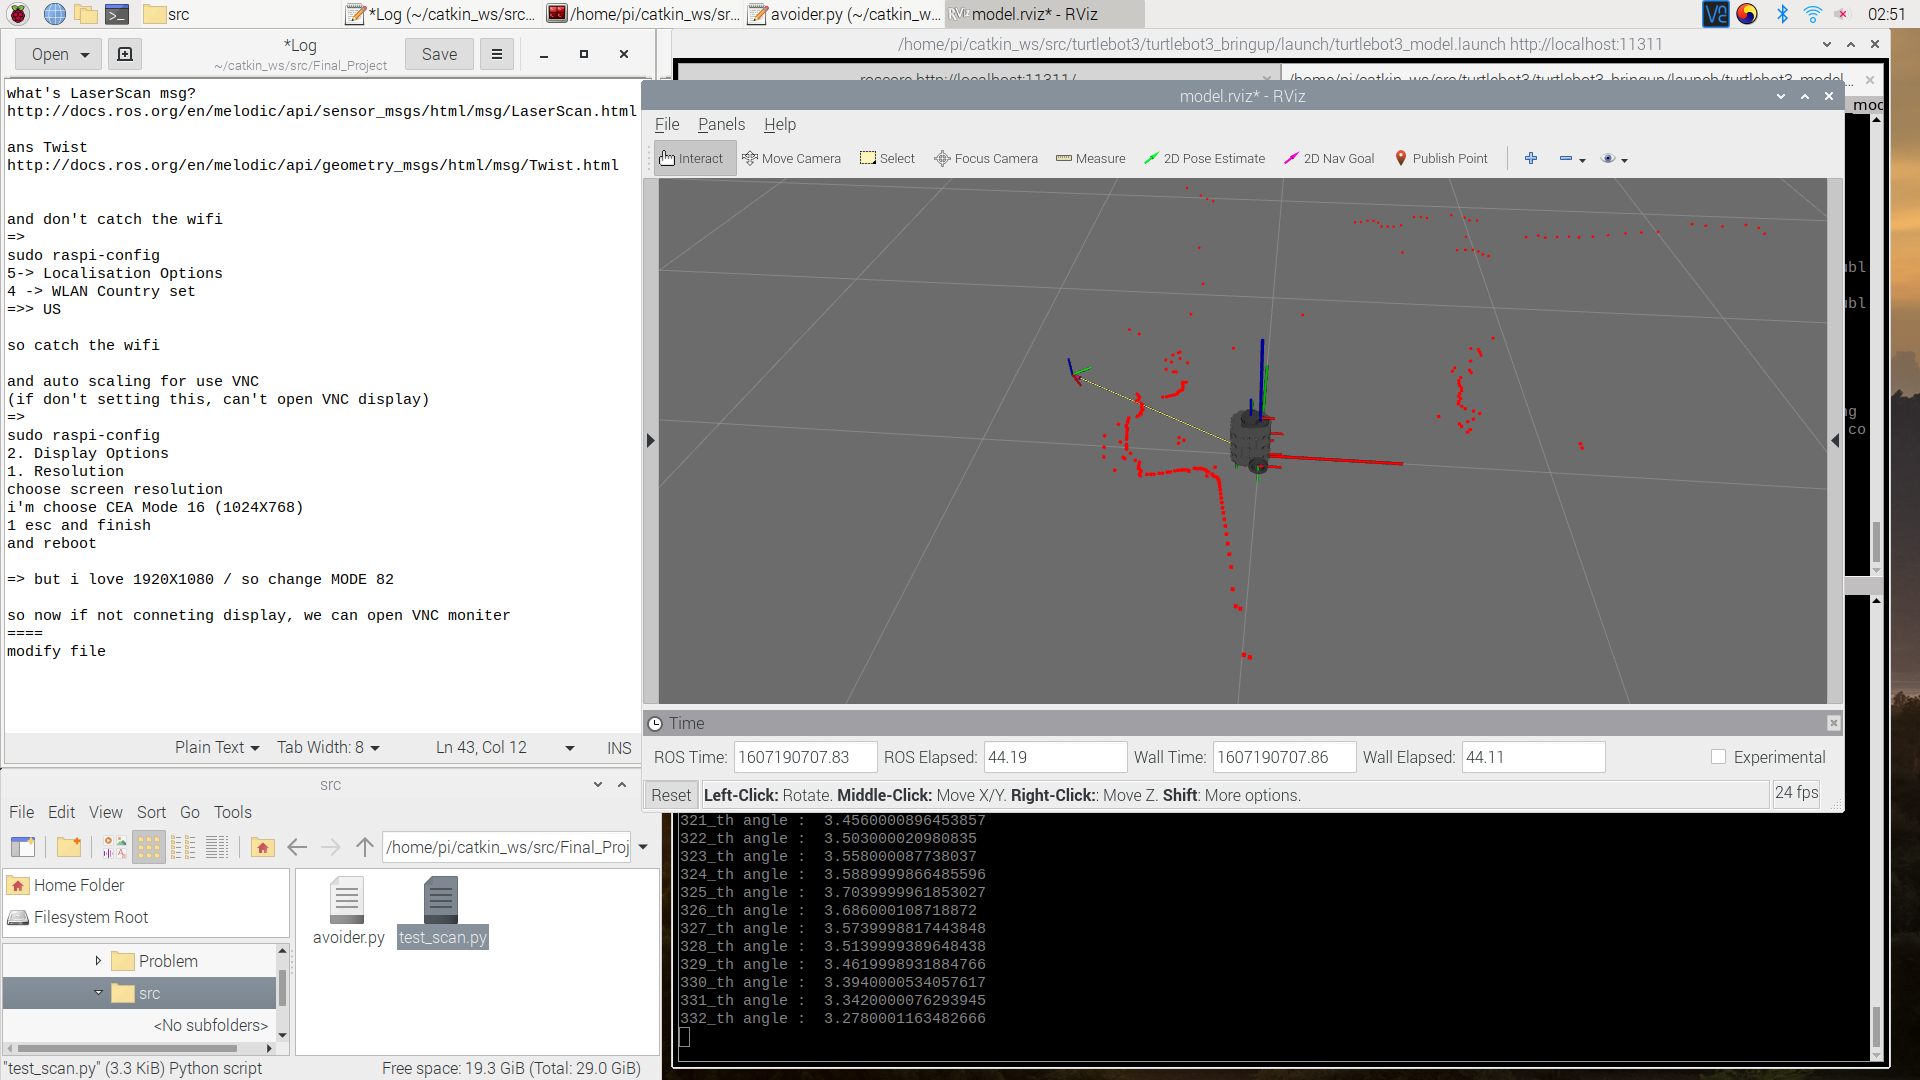 src
*Log (~/catkin_ws/src...
/home/pi/catkin_ws/sr...
avoider.py (~/catkin_w...
model.rviz* - RViz
02:51
Open
*Log
~/catkin_ws/src/Final_Project
Save
what's LaserScan msg?
http://docs.ros.org/en/melodic/api/sensor_msgs/html/msg/LaserScan.html
ans Twist
http://docs.ros.org/en/melodic/api/geometry_msgs/html/msg/Twist.html
and don't catch the wifi
=>
sudo raspi-config
5-> Localisation Options
4 -> WLAN Country set
=>> US
so catch the wifi
and auto scaling for use VNC
(if don't setting this, can't open VNC display)
=>
sudo raspi-config
2. Display Options
1. Resolution
choose screen resolution
i'm choose CEA Mode 16 (1024X768)
1 esc and finish
and reboot
=> but i love 1920X1080 / so change MODE 82
so now if not conneting display, we can open VNC moniter
====
modify file
Plain Text
Tab Width: 8
Ln 43, Col 12
INS
/home/pi/catkin_ws/src/turtlebot3/turtlebot3_bringup/launch/turtlebot3_model.launch http://localhost:11311
roscore http://localhost:11311/
/home/pi/catkin_ws/src/turtlebot3/turtlebot3_bringup/launch/turtlebot3_model...
moc
model.rviz* - RViz
File Panels Help
Interact
Move Camera
Select
Focus Camera
Measure
2D Pose Estimate
2D Nav Goal
Publish Point
ubl
ubl
ng
co
Time
ROS Time: 1607190707.83
ROS Elapsed: 44.19
Wall Time: 1607190707.86
Wall Elapsed: 44.11
Experimental
Reset
Left-Click: Rotate. Middle-Click: Move X/Y. Right-Click:: Move Z. Shift: More options.
24 fps
321_th angle :  3.4560000896453857
322_th angle :  3.503000020980835
323_th angle :  3.558000087738037
324_th angle :  3.5889999866485596
325_th angle :  3.7039999961853027
326_th angle :  3.686000108718872
327_th angle :  3.5739998817443848
328_th angle :  3.5139999389648438
329_th angle :  3.4619998931884766
330_th angle :  3.3940000534057617
331_th angle :  3.3420000076293945
332_th angle :  3.2780001163482666
src
File Edit View Sort Go Tools
/home/pi/catkin_ws/src/Final_Proj
Home Folder
Filesystem Root
Problem
src
<No subfolders>
avoider.py
test_scan.py
"test_scan.py" (3.3 KiB) Python script
Free space: 19.3 GiB (Total: 29.0 GiB)